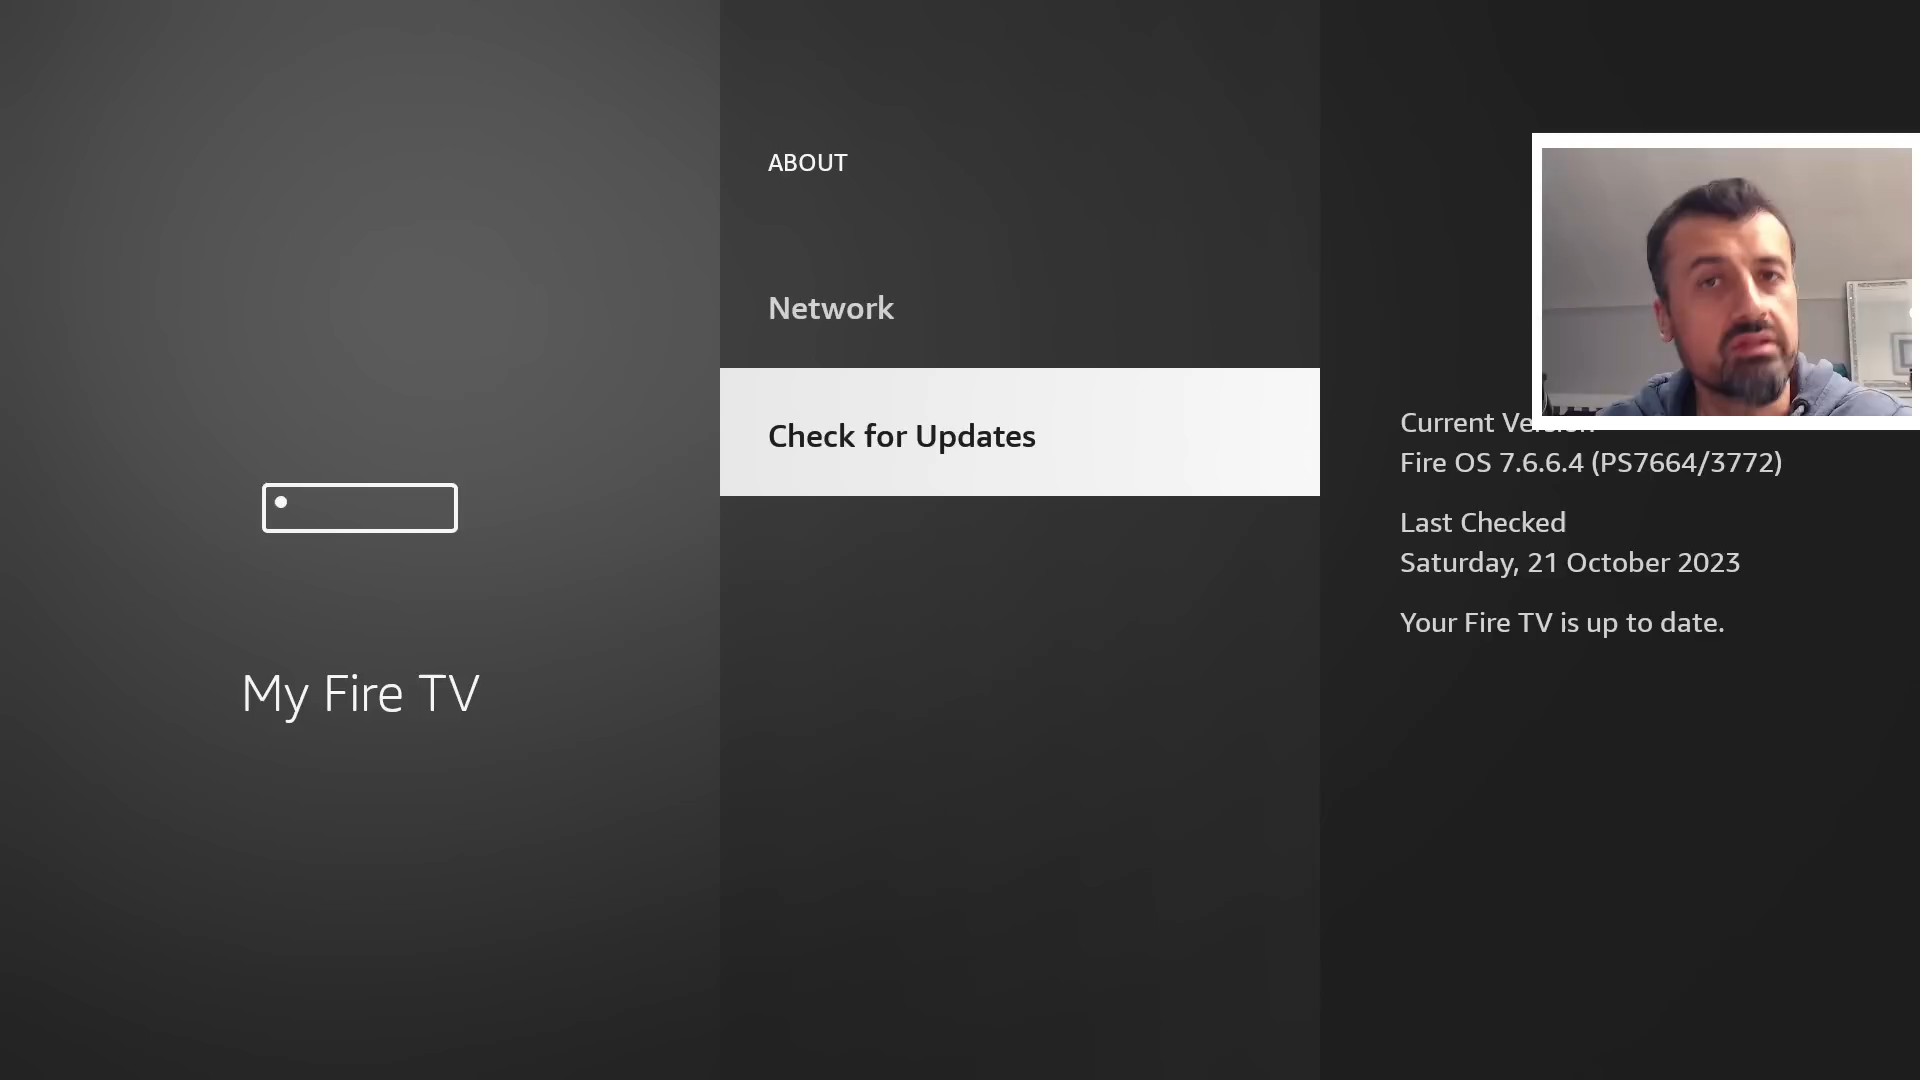 My Fire TV
ABOUT
Network
Check for Updates
Current
Fire OS 7.6.6.4 (PS7664/3772)
Last Checked
Saturday, 21 October 2023
Your Fire TV is up to date.